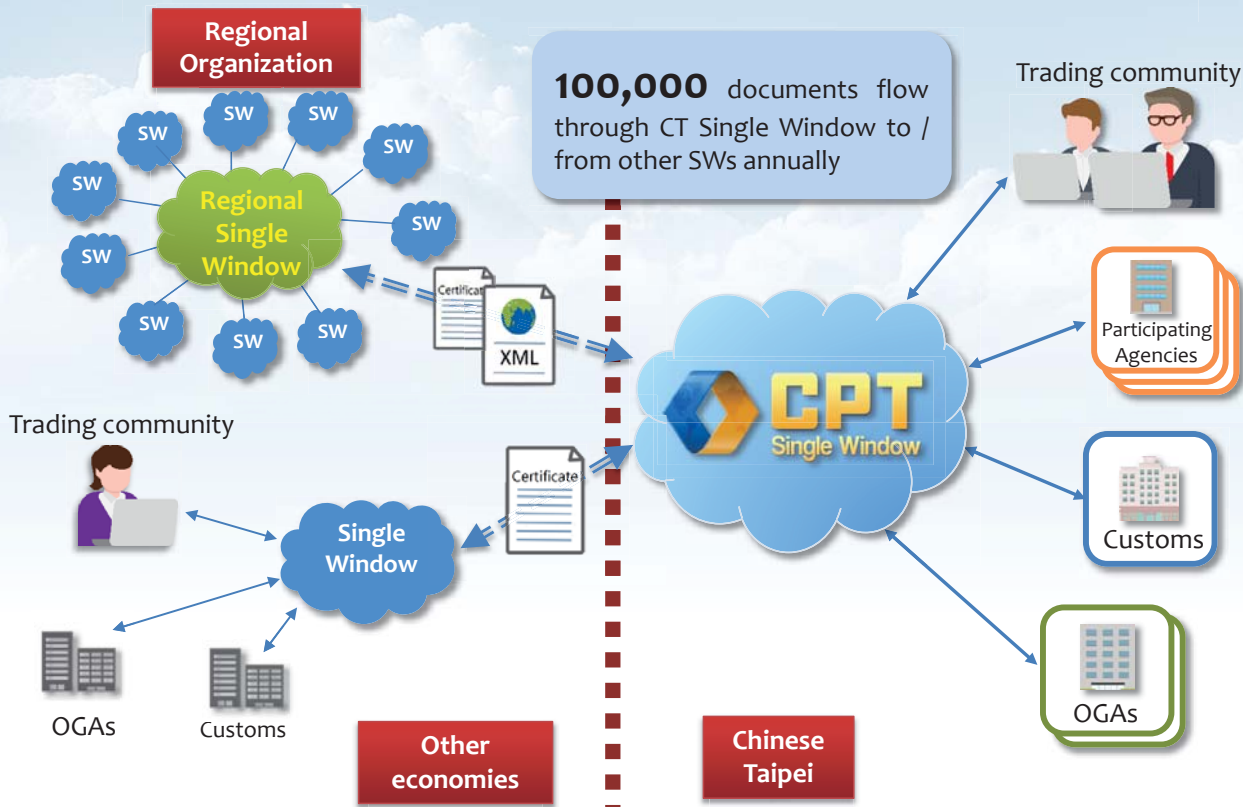 Regional
Organization
SW
SW
SW
SW
SW
SW
SW
SW
SW
SW
Regional
Single
Window
100,000 documents flow
through CT Single Window to /
from other SWs annually
Trading community
Certificate
XML
Participating
Agencies
CPT
Single Window
Trading community
Certificate
Single
Window
Customs
OGAs
Customs
OGAs
Other
economies
Chinese
Taipei